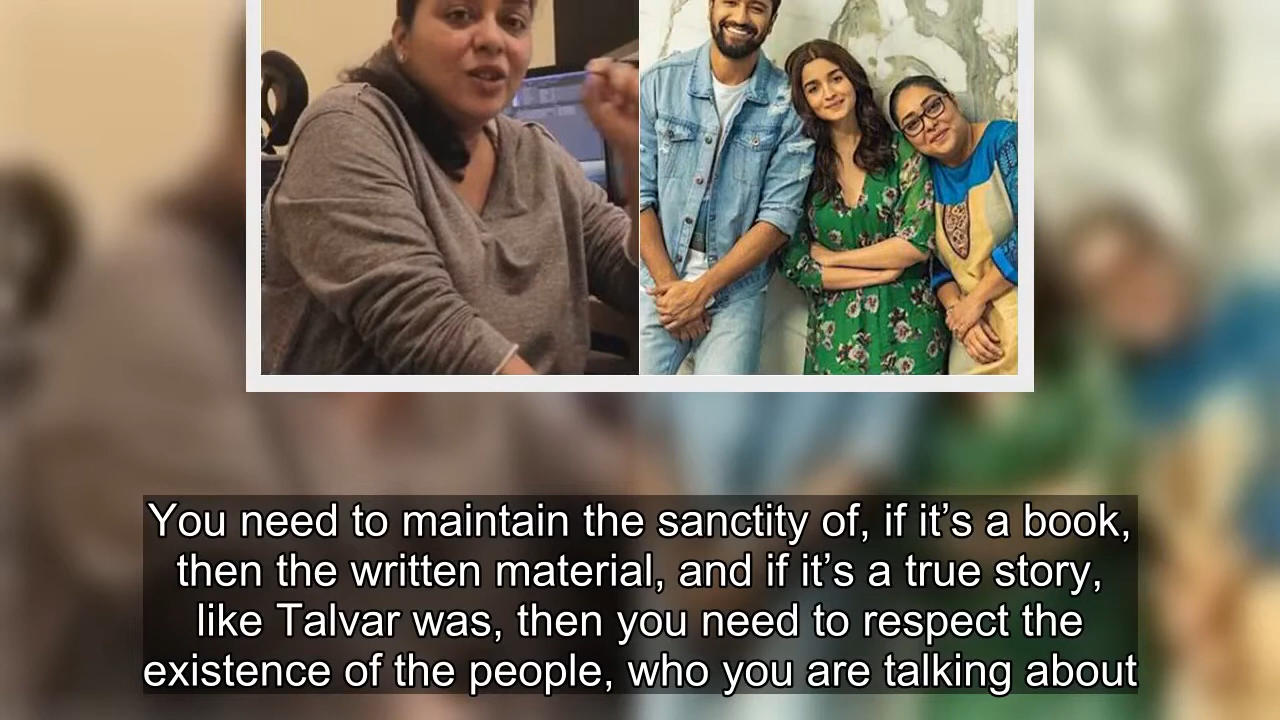 You need to maintain the sanctity of, if it’s a book,
then the written material, and if it’s a true story,
like Talvar was, then you need to respect the
existence of the people, who you are talking about